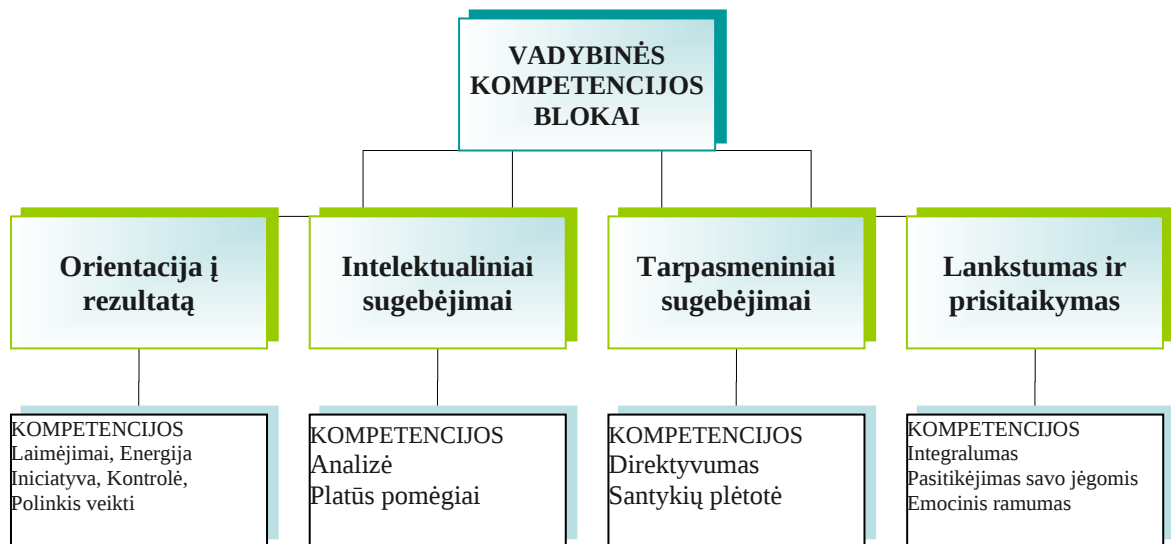 VADYBINĖS
KOMPETENCIJOS
BLOKAI
Orientacija į
rezultatą
Intelektualiniai
sugebėjimai
Tarpasmeniniai
sugebėjimai
Lankstumas ir
prisitaikymas
KOMPETENCIJOS
Laimėjimai, Energija
Iniciatyva, Kontrolė,
Polinkis veikti
KOMPETENCIJOS
Analizė
Platūs pomėgiai
KOMPETENCIJOS
Direktyvumas
Santykių plėtotė
KOMPETENCIJOS
Integralumas
Pasitikėjimas savo jėgomis
Emocinis ramumas